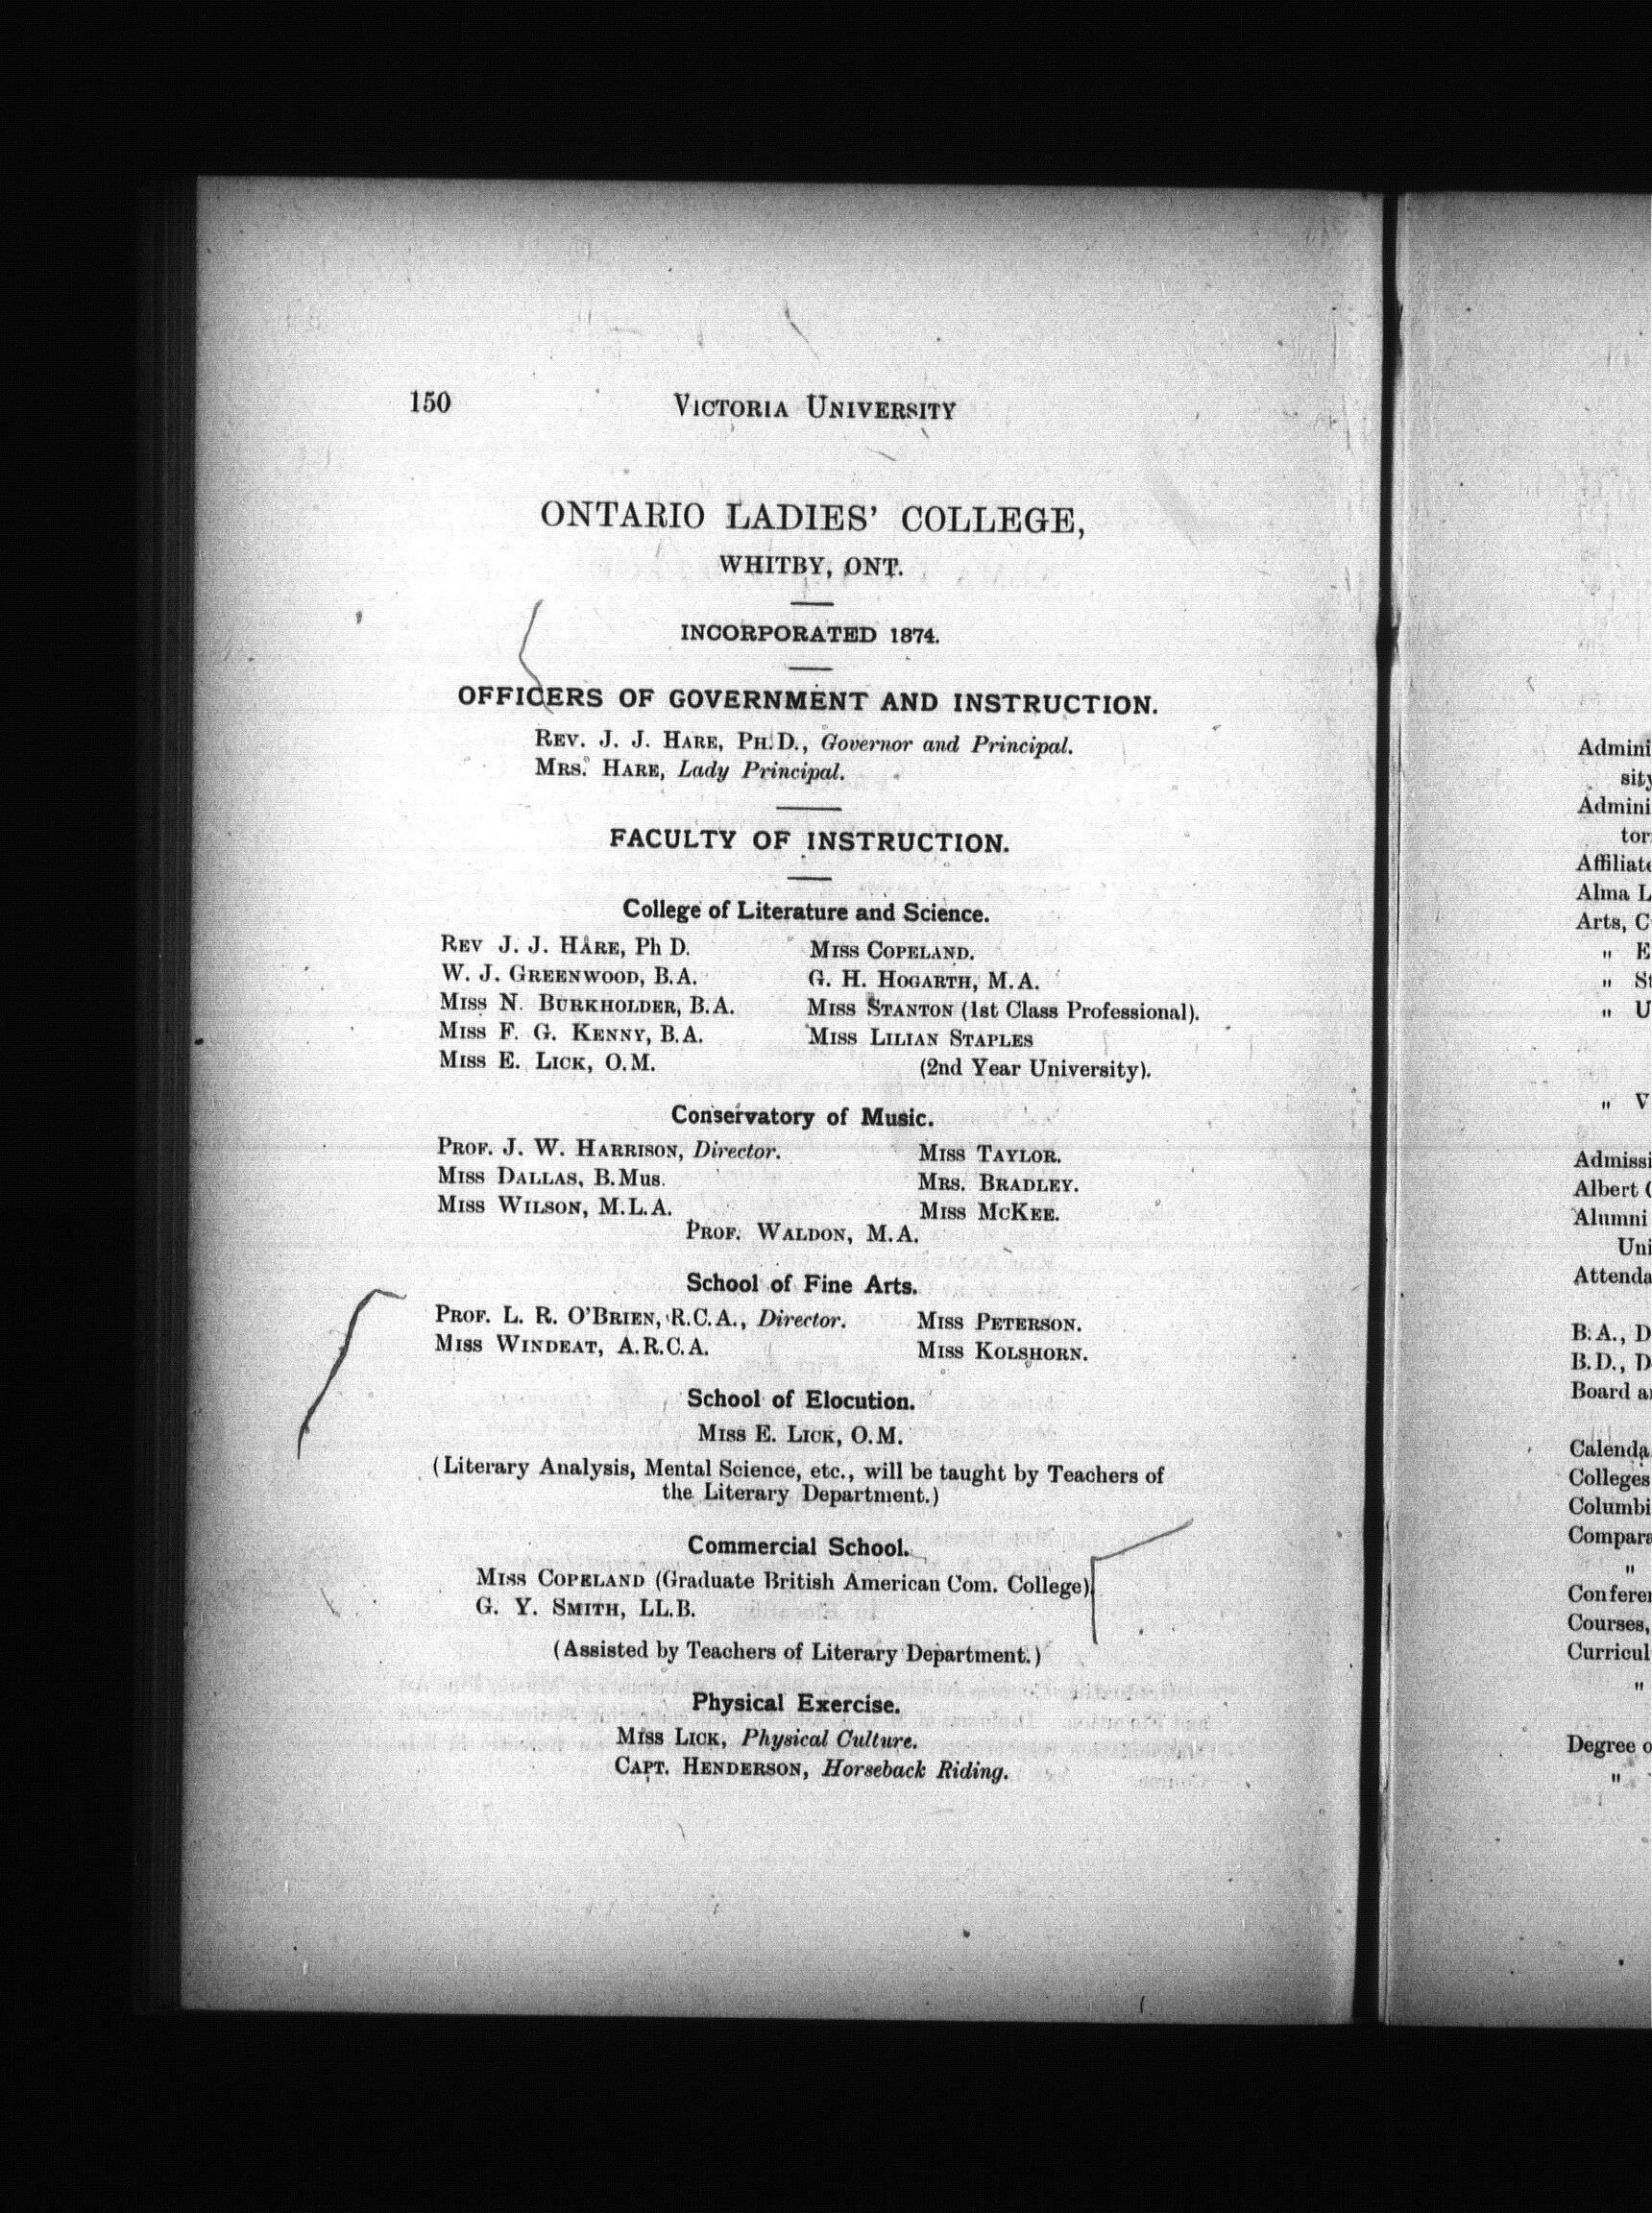 150 VICTORIA UNIVERSITY
ONTARIO LADIES' COLLEGE,
WHITBY, ONT.
INCORPORATED 1874.
OFFICERS OF GOVERNMENT AND INSTRUCTION.
REV. J. J. HARE, PH.D., Governor and Principal.
MRS. HARE, Lady Principal.
FACULTY OF INSTRUCTION.
College of Literature and Science.
REV J. J. HARE, Ph D. MISS COPELAND.
W. J. GREENWOOD, B.A. G. H. HOGARTH, M.A.
MISS N. BURKHOLDER, B.A. MISS STANTON (1st Class Professional).
MISS F. G. KENNY, B.A. MISS LILIAN STAPLES
MISS E. LICK, O.M. (2nd Year University).
Conservatory of Music.
PROF. J. W. HARRISON, Director. MISS TAYLOR.
MISS DALLAS, B.Mus. MRS. BRADLEY.
MISS WILSON, M.L.A. MISS MCKEE.
PROF. WALDON, M.A.
School of Fine Arts.
PROF. L. R. O'BRIEN, R.C.A., Director. MISS PETERSON.
MISS WINDEAT, A.R.C.A. MISS KOLSHORN.
School of Elocution.
MISS E. LICK, O.M.
(Literary Analysis, Mental Science, etc., will be taught by Teachers of
the Literary Department.)
Commercial School.
MISS COPELAND (Graduate British American Com. College)
G. Y. SMITH, LL.B.
(Assisted by Teachers of Literary Department.)
Physical Exercise.
MISS LICK, Physical Culture.
CAPT. HENDERSON, Horseback Riding.
Admini
sity
Admini
tor
Affiliate
Alma L
Arts, C
" E
" St
" U
" V
Admissi
Albert C
Alumni
Uni
Attenda
B.A., D
B.D., D
Board a
Calenda
Colleges
Columbi
Compara
"
Confere
Courses,
Curricul
"
Degree o
"